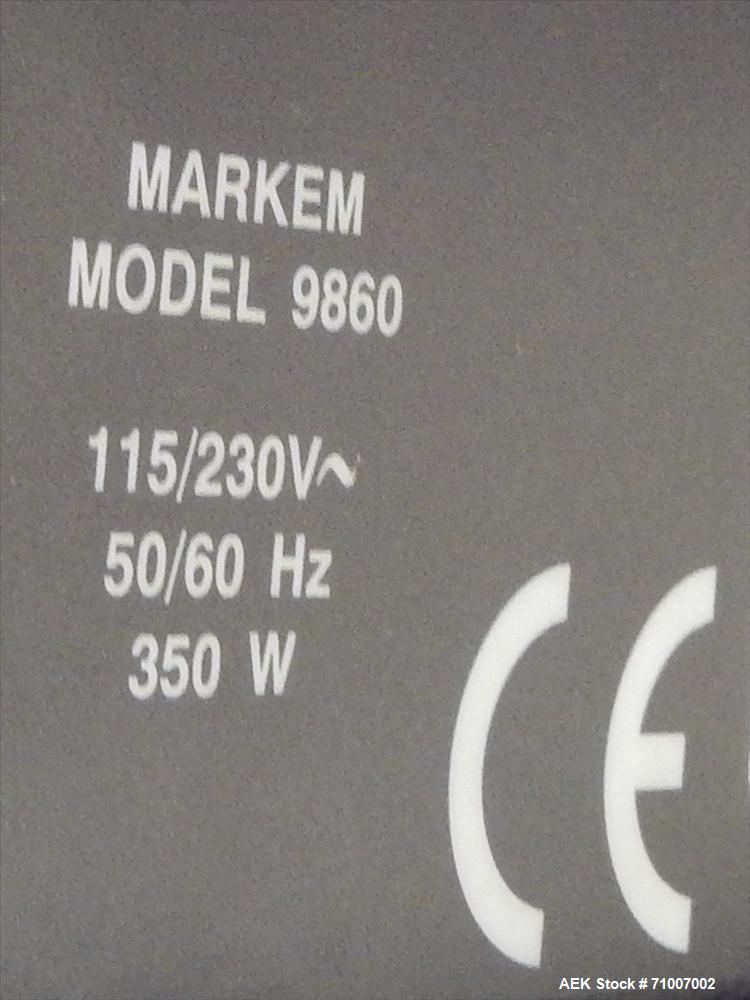 MARKEM
MODEL 9860
115/230V~
50/60 Hz
350 W
CE
AEK Stock # 71007002